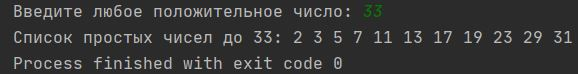 Введите любое положительное число: 33
Список простых чисел до 33: 2 3 5 7 11 13 17 19 23 29 31
Process finished with exit code 0